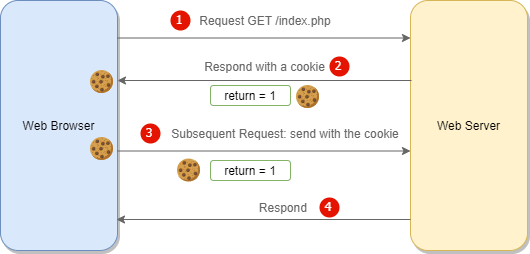 1 Request GET /index.php
Respond with a cookie 2
return = 1
Web Browser
Web Server
3 Subsequent Request: send with the cookie
return = 1
Respond 4